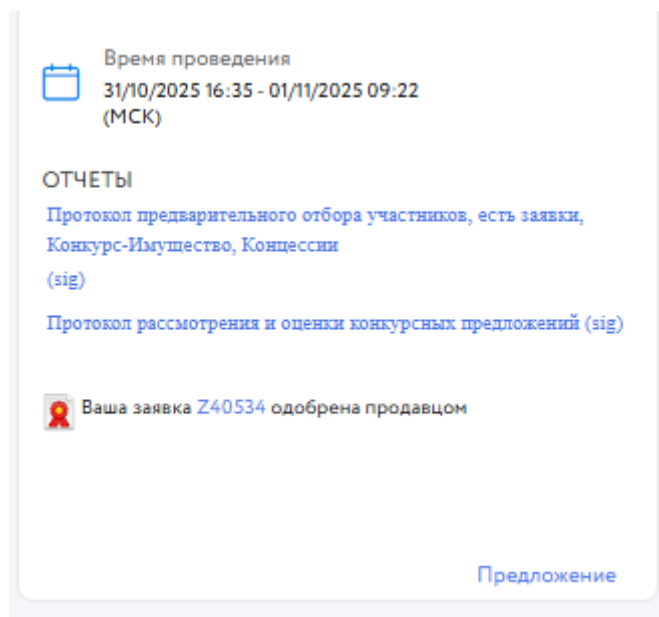 Время проведения
31/10/2025 16:35 - 01/11/2025 09:22
(МСК)
ОТЧЕТЫ
Протокол предварительного отбора участников, есть заявки,
Конкурс-Имущество, Концессии
(sig)
Протокол рассмотрения и оценки конкурсных предложений (sig)
Ваша заявка Z40534 одобрена продавцом
Предложение